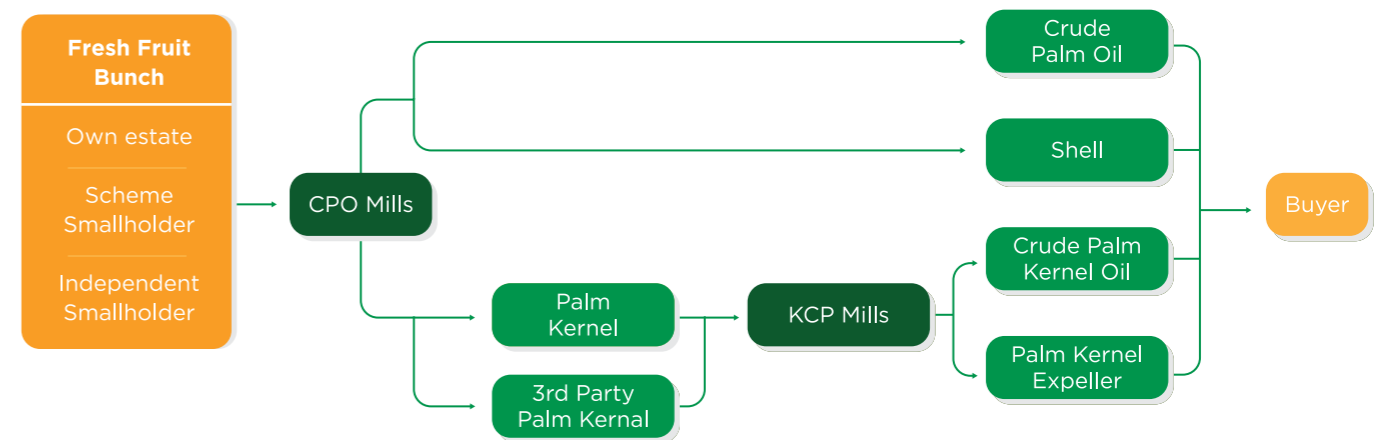 Fresh Fruit
Bunch
Own estate
Scheme
Smallholder
Independent
Smallholder
CPO Mills
Palm
Kernel
3rd Party
Palm Kernal
KCP Mills
Crude
Palm Oil
Shell
Crude Palm
Kernel Oil
Palm Kernel
Expeller
Buyer